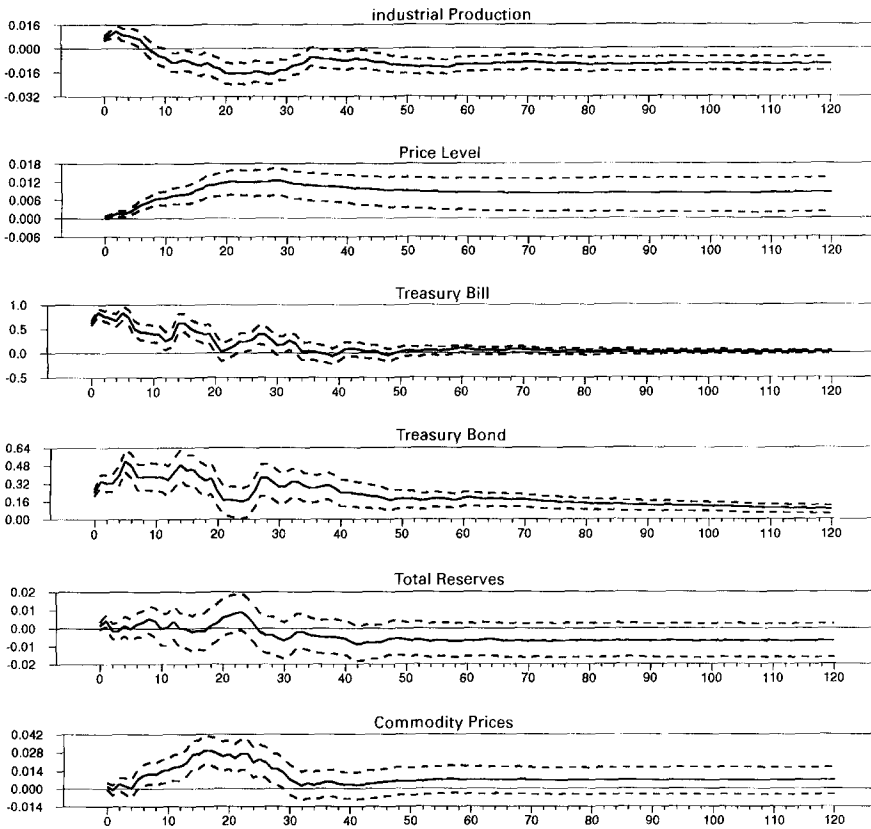 industrial Production
0.016
0.000
-0.016
-0.032
0 10 20 30 40 50 60 70 80 90 100 110 120
Price Level
0.018
0.012
0.006
0.000
-0.006
0 10 20 30 40 50 60 70 80 90 100 110 120
Treasury Bill
1.0
0.5
0.0
-0.5
0 10 20 30 40 50 60 70 80 90 100 110 120
Treasury Bond
0.64
0.48
0.32
0.16
0.00
0 10 20 30 40 50 60 70 80 90 100 110 120
Total Reserves
0.02
0.01
0.00
-0.01
-0.02
0 10 20 30 40 50 60 70 80 90 100 110 120
Commodity Prices
0.042
0.028
0.014
0.000
-0.014
0 10 20 30 40 50 60 70 80 90 100 110 120